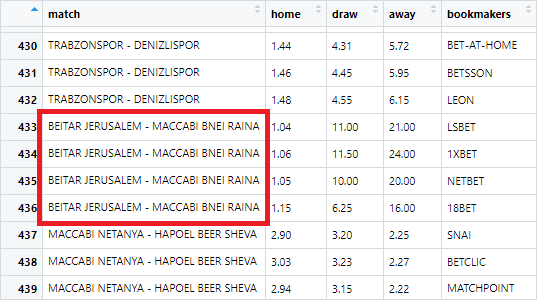 match home draw away bookmakers
430 TRABZONSPOR - DENIZLISPOR 1.44 4.31 5.72 BET-AT-HOME
431 TRABZONSPOR - DENIZLISPOR 1.46 4.45 5.95 BETSSON
432 TRABZONSPOR - DENIZLISPOR 1.48 4.55 6.15 LEON
433 BEITAR JERUSALEM - MACCABI BNEI RAINA 1.04 11.00 21.00 LSBET
434 BEITAR JERUSALEM - MACCABI BNEI RAINA 1.06 11.50 24.00 1XBET
435 BEITAR JERUSALEM - MACCABI BNEI RAINA 1.05 10.00 20.00 NETBET
436 BEITAR JERUSALEM - MACCABI BNEI RAINA 1.15 6.25 16.00 18BET
437 MACCABI NETANYA - HAPOEL BEER SHEVA 2.90 3.20 2.25 SNAI
438 MACCABI NETANYA - HAPOEL BEER SHEVA 3.03 3.23 2.27 BETCLIC
439 MACCABI NETANYA - HAPOEL BEER SHEVA 2.94 3.15 2.22 MATCHPOINT